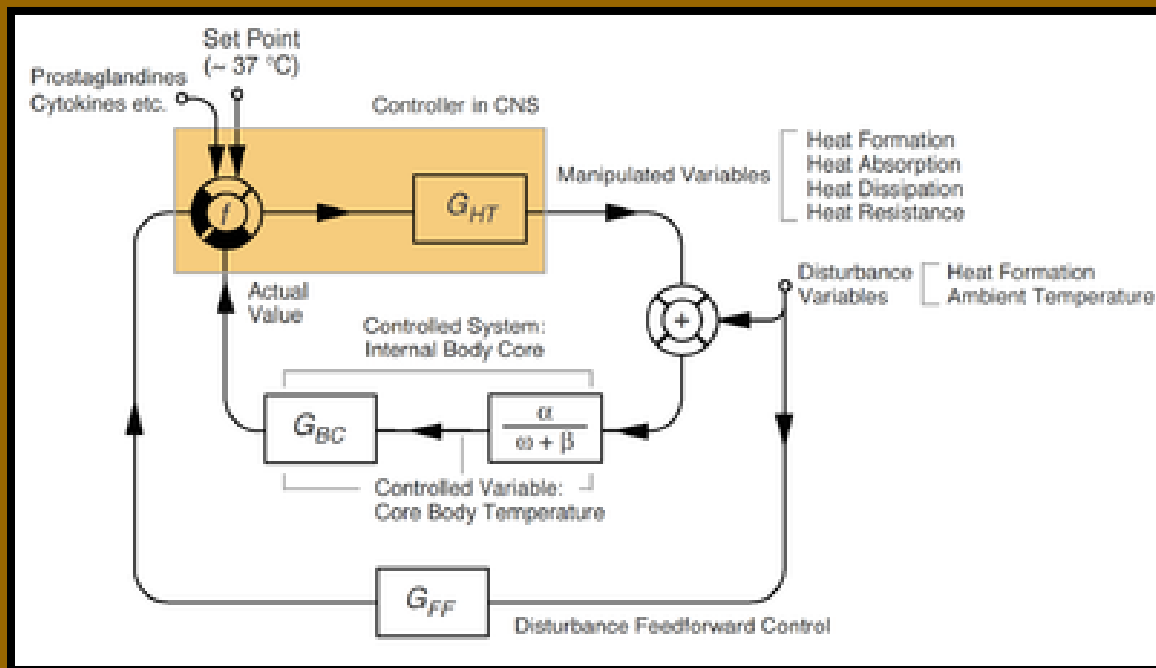 Set Point
(~ 37 °C)
Prostaglandines
Cytokines etc.
Controller in CNS
f
G_HT
Manipulated Variables
Heat Formation
Heat Absorption
Heat Dissipation
Heat Resistance
Disturbance
Variables
Heat Formation
Ambient Temperature
+
Actual
Value
Controlled System:
Internal Body Core
G_BC
α
ω + β
Controlled Variable:
Core Body Temperature
G_FF
Disturbance Feedforward Control